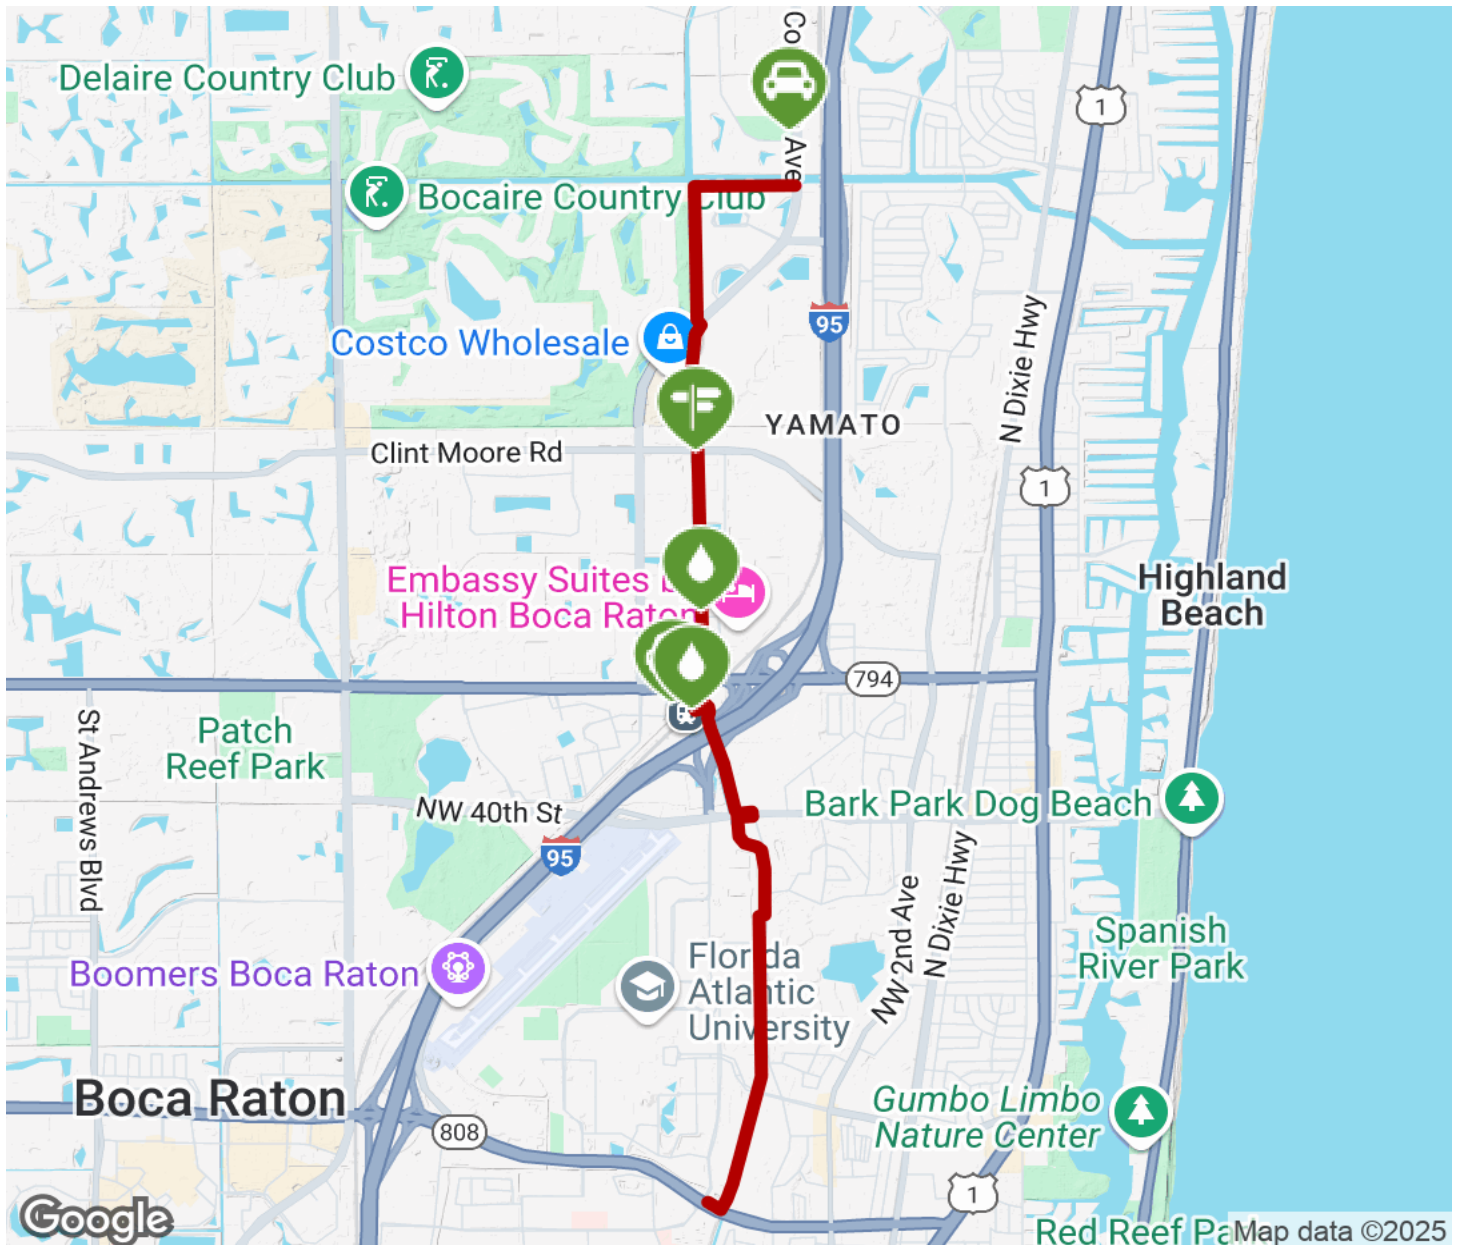 Co
Delaire Country Club
1
Ave
Bocaire Country Club
95
Costco Wholesale
N Dixie Hwy
YAMATO
Clint Moore Rd
1
Embassy Suites b
Hilton Boca Raton
Highland
Beach
794
St Andrews Blvd
Patch
Reef Park
NW 40th St
Bark Park Dog Beach
95
NW 2nd Ave
N Dixie Hwy
Boomers Boca Raton
Florida
Atlantic
University
Spanish
River Park
Boca Raton
808
Gumbo Limbo
Nature Center
1
Google
Red Reef Pa
Map data ©2025